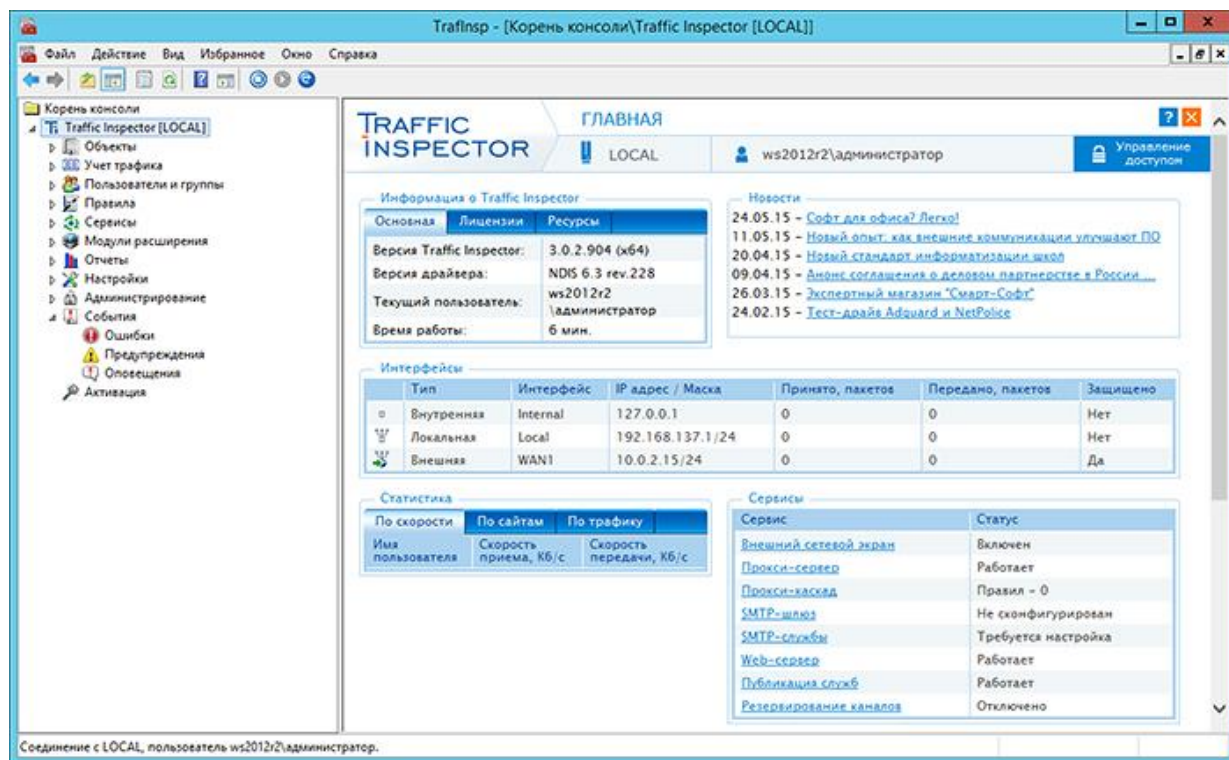 TrafInsp - [Корень консоли\Traffic Inspector [LOCAL]]
Файл Действие Вид Избранное Окно Справка
Корень консоли
Traffic Inspector [LOCAL]
Объекты
Учет трафика
Пользователи и группы
Правила
Сервисы
Модули расширения
Отчеты
Настройки
Администрирование
События
Ошибки
Предупреждения
Оповещения
Активация
TRAFFIC
INSPECTOR
ГЛАВНАЯ
LOCAL
ws2012r2\администратор
Управление
доступом
Информация о Traffic Inspector
Основная Лицензии Ресурсы
Версия Traffic Inspector: 3.0.2.904 (x64)
Версия драйвера: NDIS 6.3 rev.228
Текущий пользователь: ws2012r2
\администратор
Время работы: 6 мин.
Новости
24.05.15 - Софт для офиса? Легко!
11.05.15 - Новый опыт: как внешние коммуникации улучшают ПО
20.04.15 - Новый стандарт информатизации школ
09.04.15 - Анонс соглашения о деловом партнерстве в России ...
26.03.15 - Экспертный магазин "Смарт-Софт"
24.02.15 - Тест-драйв Adguard и NetPolice
Интерфейсы
Тип Интерфейс IP адрес / Маска Принято, пакетов Передано, пакетов Защищено
Внутренняя Internal 127.0.0.1 0 0 Нет
Локальная Local 192.168.137.1/24 0 0 Нет
Внешняя WAN1 10.0.2.15/24 0 0 Да
Статистика
По скорости По сайтам По трафику
Имя
пользователя Скорость
приема, Кб/с Скорость
передачи, Кб/с
Сервисы
Сервис Статус
Внешний сетевой экран Включен
Прокси-сервер Работает
Прокси-каскад Правил - 0
SMTP-шлюз Не сконфигурирован
SMTP-службы Требуется настройка
Web-сервер Работает
Публикация служб Работает
Резервирование каналов Отключено
Соединение с LOCAL, пользователь ws2012r2\администратор.